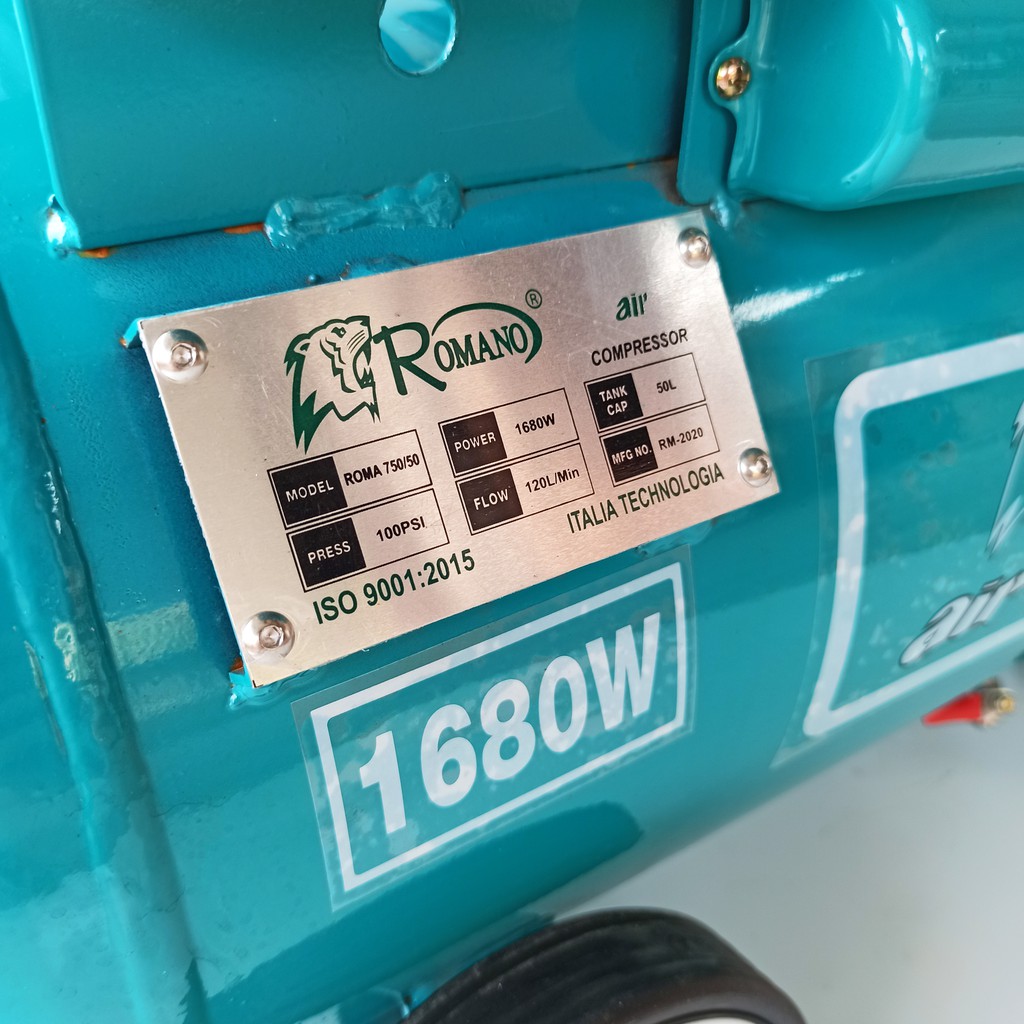 ROMANO®
air
COMPRESSOR
MODEL ROMA 750/50
POWER 1680W
TANK CAP 50L
PRESS 100PSI
FLOW 120L/Min
MFG NO. RM-2020
ISO 9001:2015
ITALIA TECHNOLOGIA
1680W
air